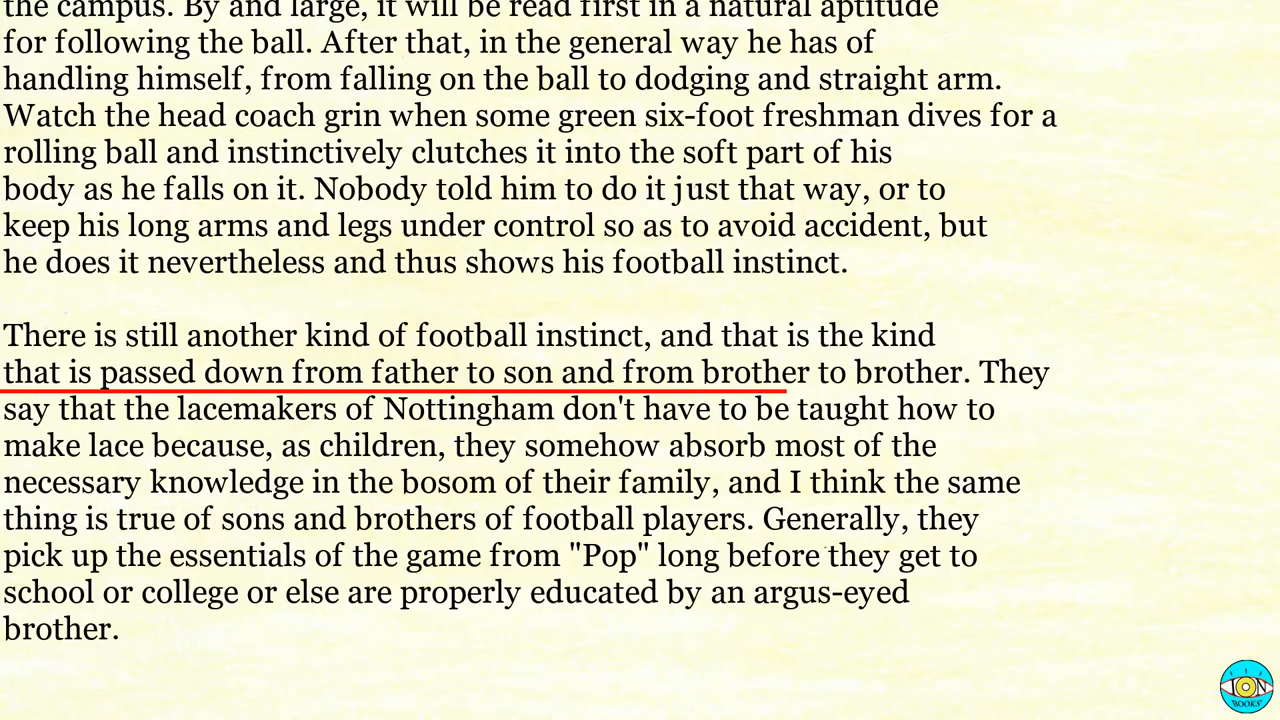 the campus. By and large, it will be read first in a natural aptitude
for following the ball. After that, in the general way he has of
handling himself, from falling on the ball to dodging and straight arm.
Watch the head coach grin when some green six-foot freshman dives for a
rolling ball and instinctively clutches it into the soft part of his
body as he falls on it. Nobody told him to do it just that way, or to
keep his long arms and legs under control so as to avoid accident, but
he does it nevertheless and thus shows his football instinct.
There is still another kind of football instinct, and that is the kind
that is passed down from father to son and from brother to brother. They
say that the lacemakers of Nottingham don't have to be taught how to
make lace because, as children, they somehow absorb most of the
necessary knowledge in the bosom of their family, and I think the same
thing is true of sons and brothers of football players. Generally, they
pick up the essentials of the game from "Pop" long before they get to
school or college or else are properly educated by an argus-eyed
brother.
ION
BOOKS